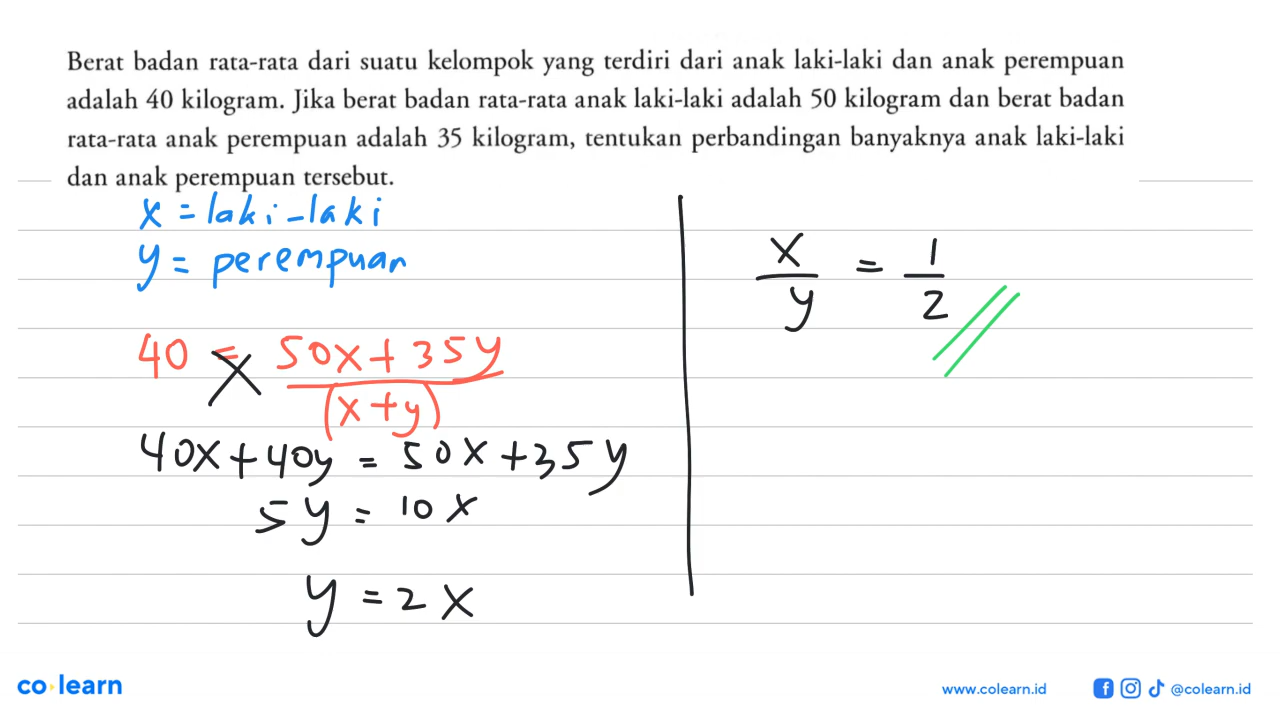 Berat badan rata-rata dari suatu kelompok yang terdiri dari anak laki-laki dan anak perempuan
adalah 40 kilogram. Jika berat badan rata-rata anak laki-laki adalah 50 kilogram dan berat badan
rata-rata anak perempuan adalah 35 kilogram, tentukan perbandingan banyaknya anak laki-laki
dan anak perempuan tersebut.
x = laki-laki
y = perempuan
40 = 50x + 35y
(x + y)
40x + 40y = 50x + 35y
5y = 10x
y = 2x
x = 1
y 2
co learn
www.colearn.id
@colearn.id